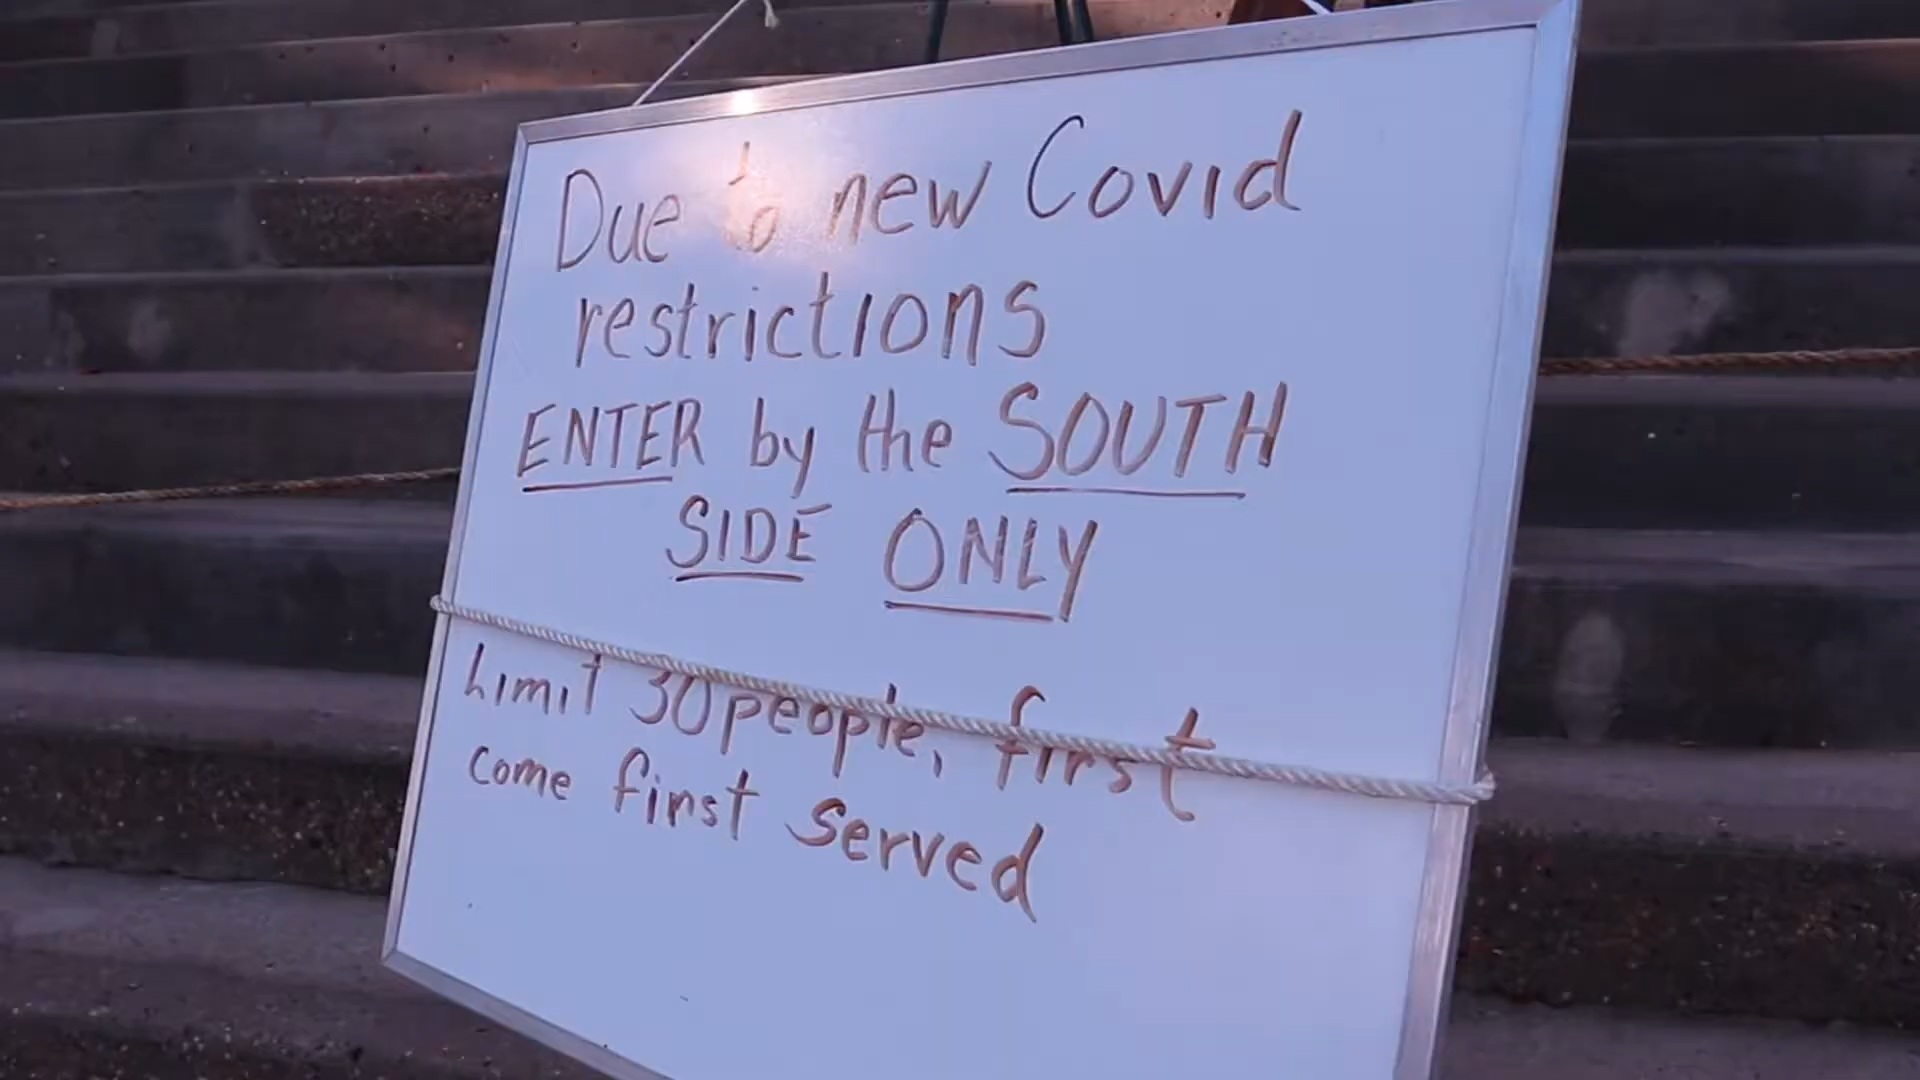 Due to new Covid
restrictions
ENTER by the SOUTH
SIDE ONLY
Limit 30 people, first
come first served